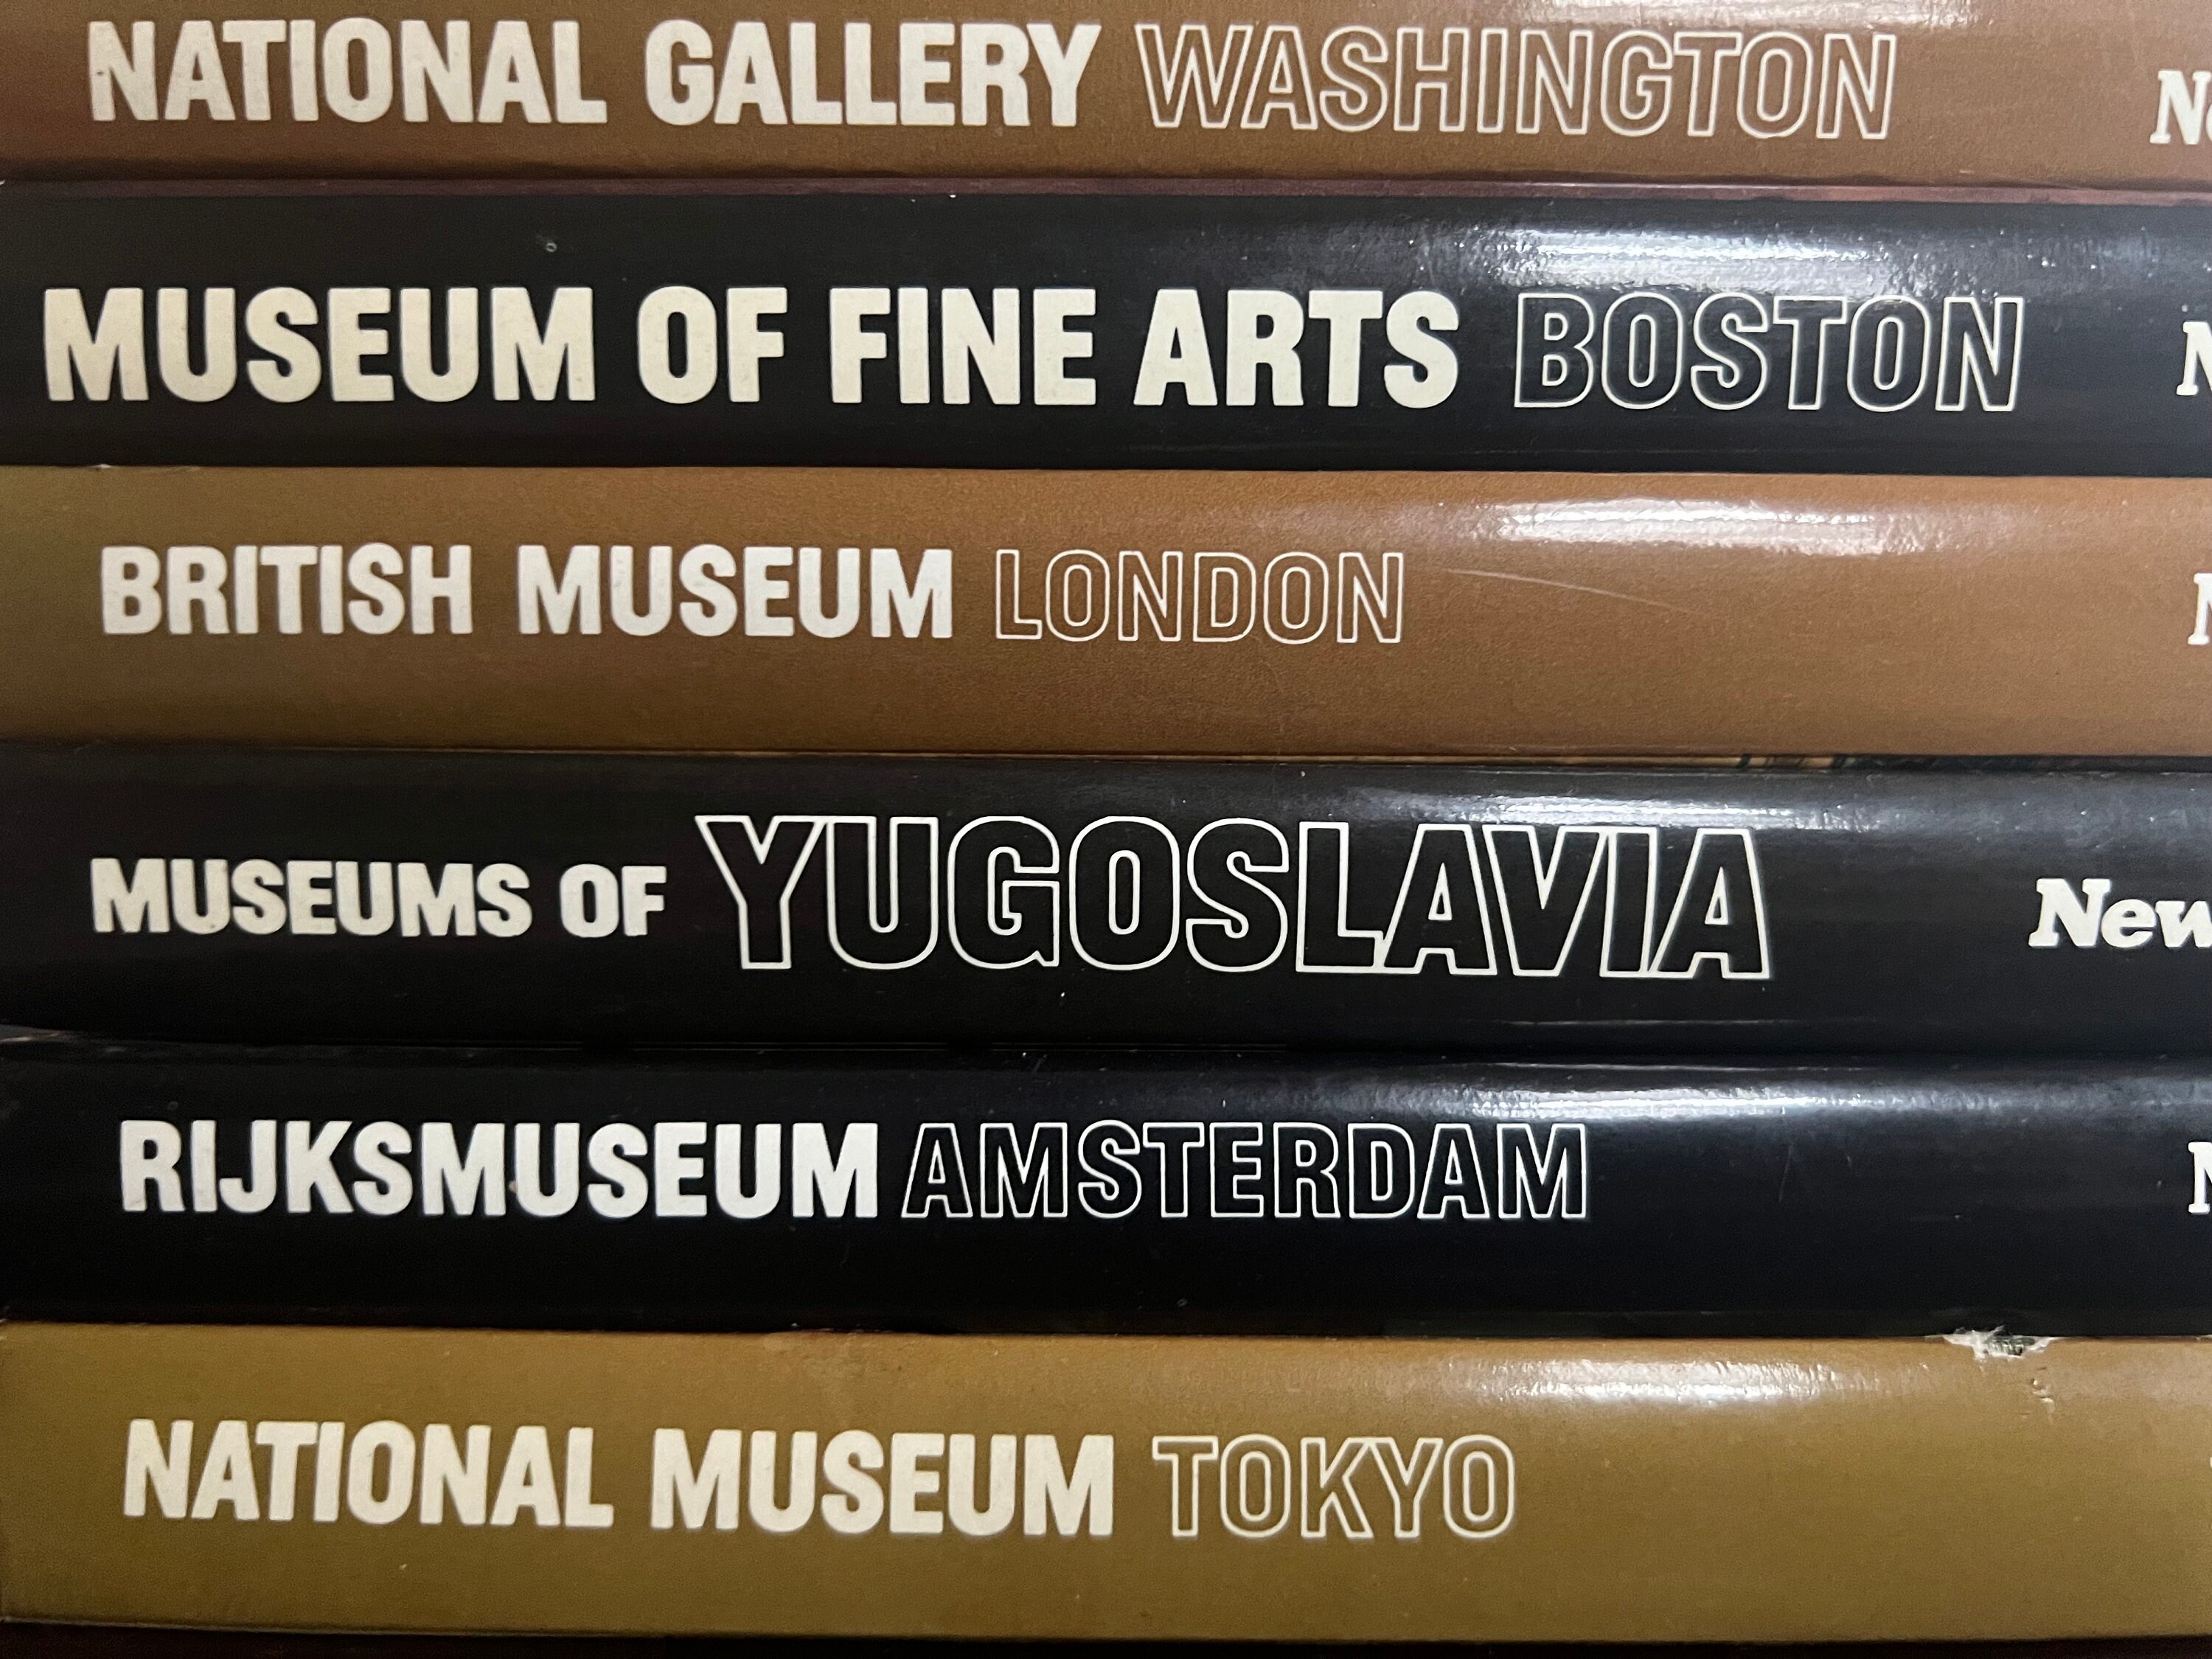 NATIONAL GALLERY WASHINGTON
MUSEUM OF FINE ARTS BOSTON
BRITISH MUSEUM LONDON
MUSEUMS OF YUGOSLAVIA New
RIJKSMUSEUM AMSTERDAM
NATIONAL MUSEUM TOKYO